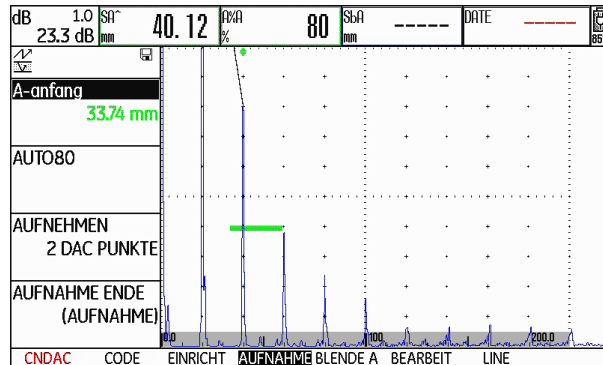 dB 1.0 SA^ 40.12 A%A 80 SbA ----- DATE -----
23.3 dB mm % mm
A-anfang
33.74 mm
AUTO80
AUFNEHMEN
2 DAC PUNKTE
AUFNAHME ENDE
(AUFNAHME)
0.0 100 200.0
CNDAC CODE EINRICHT AUFNAHME BLENDE A BEARBEIT LINE